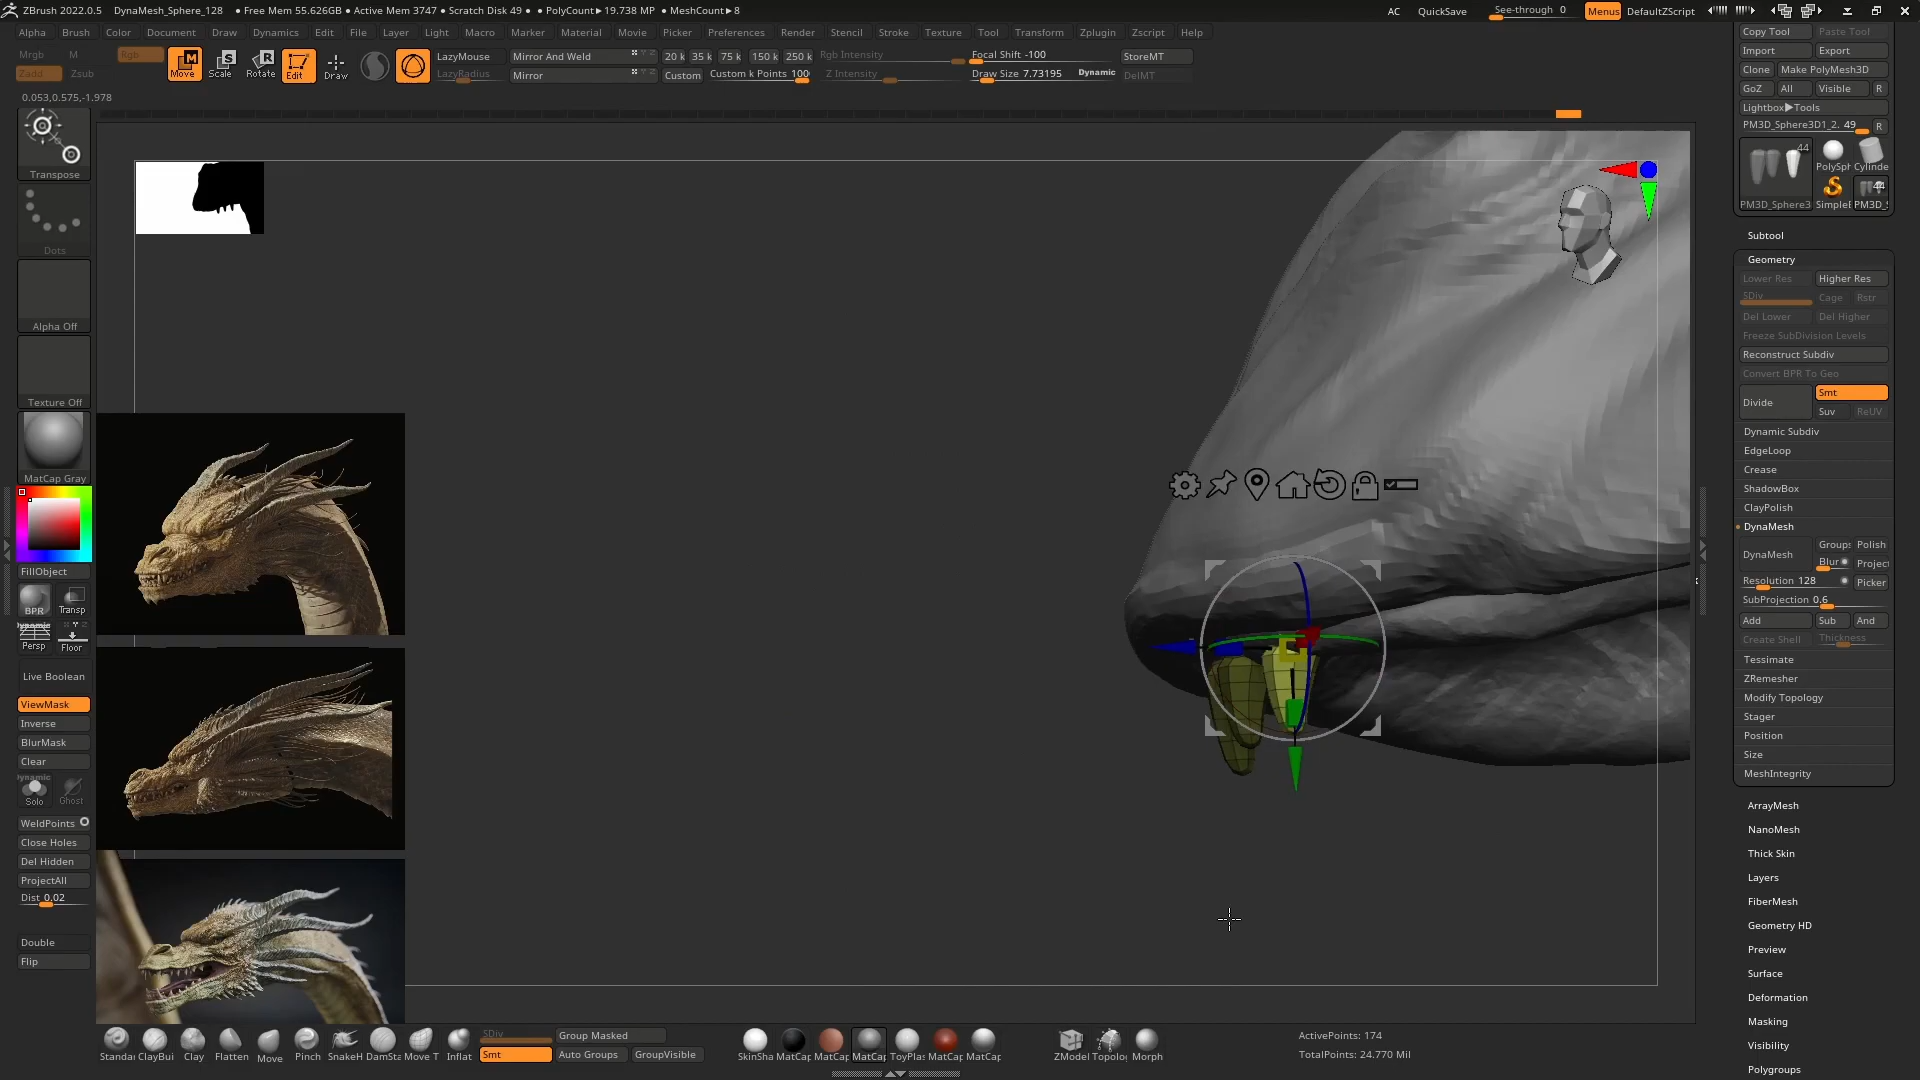 ZBrush 2022.0.5 DynaMesh_Sphere_128 • Free Mem 55.626GB • Active Mem 3747 • Scratch Disk 49 • • PolyCount▸ 19.738 MP • MeshCount▸8 AC QuickSave See-through 0 Menus DefaultZScript
Alpha Brush Color Document Draw Dynamics Edit File Layer Light Macro Marker Material Movie Picker Preferences Render Stencil Stroke Texture Tool Transform Zplugin Zscript Help
Mrgb M Rgb
Zadd Zsub
Move Scale Rotate Edit Draw
LazyMouse Mirror And Weld 20 k 35 k 75 k 150 k 250 k Rgb Intensity Focal Shift -100 StoreMT
LazyRadius Mirror Custom Custom k Points 100 Z Intensity Draw Size 7.73195 Dynamic DelMT
0.053,0.575,-1.978
Transpose
Dots
Alpha Off
Texture Off
MatCap Gray
FillObject
BPR Transp
Dynamic
Persp Floor
Live Boolean
ViewMask
Inverse
BlurMask
Clear
Dynamic
Solo Ghost
WeldPoints
Close Holes
Del Hidden
ProjectAll
Dist 0.02
Double
Flip
Copy Tool Paste Tool
Import Export
Clone Make PolyMesh3D
GoZ All Visible R
Lightbox▶Tools
PM3D_Sphere3D1_2. 49 R
44
PolySph Cylinde
44
PM3D_Sphere3 SimpleB PM3D_S
Subtool
Geometry
Lower Res Higher Res
SDiv Cage Rstr
Del Lower Del Higher
Freeze SubDivision Levels
Reconstruct Subdiv
Convert BPR To Geo
Divide Smt
Suv ReUV
Dynamic Subdiv
EdgeLoop
Crease
ShadowBox
ClayPolish
DynaMesh
DynaMesh Groups Polish
Blur Project
Resolution 128 Picker
SubProjection 0.6
Add Sub And
Create Shell Thickness
Tessimate
ZRemesher
Modify Topology
Stager
Position
Size
MeshIntegrity
ArrayMesh
NanoMesh
Thick Skin
Layers
FiberMesh
Geometry HD
Preview
Surface
Deformation
Masking
Visibility
Polygroups
SDiv Group Masked
Smt Auto Groups GroupVisible
Standa ClayBui Clay Flatten Move Pinch SnakeH DamSta Move T Inflat
SkinSha MatCap MatCap MatCap ToyPlas MatCap MatCap
ZModel Topolo Morph
ActivePoints: 174
TotalPoints: 24.770 Mil